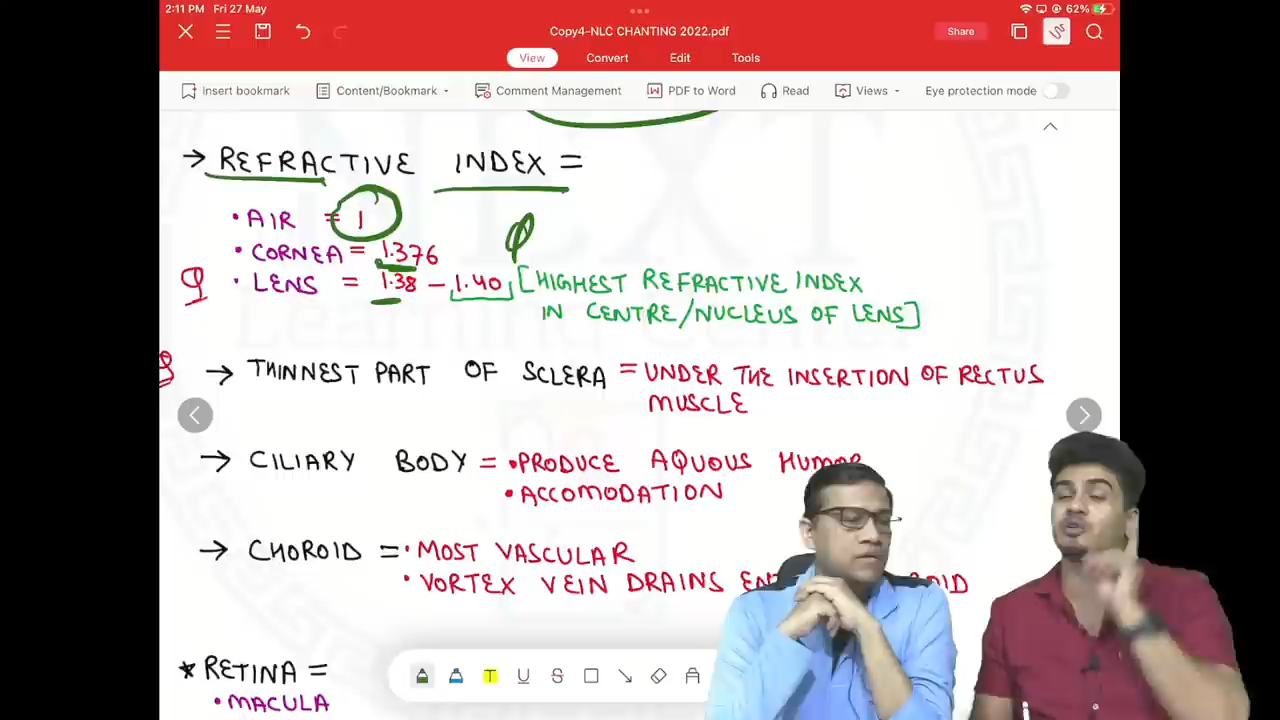 2:11 PM Fri 27 May
62%
Copy4-NLC CHANTING 2022.pdf
Share
View Convert Edit Tools
Insert bookmark Content/Bookmark Comment Management PDF to Word Read Views Eye protection mode
→ REFRACTIVE INDEX =
• AIR = 1
• CORNEA = 1.376
• LENS = 1.38 – 1.40 [HIGHEST REFRACTIVE INDEX
IN CENTRE/NUCLEUS OF LENS]
→ THINNEST PART OF SCLERA = UNDER THE INSERTION OF RECTUS
MUSCLE
→ CILIARY BODY = • PRODUCE AQUOUS HUMOR
• ACCOMODATION
→ CHOROID = • MOST VASCULAR
• VORTEX VEIN DRAINS
* RETINA =
• MACULA